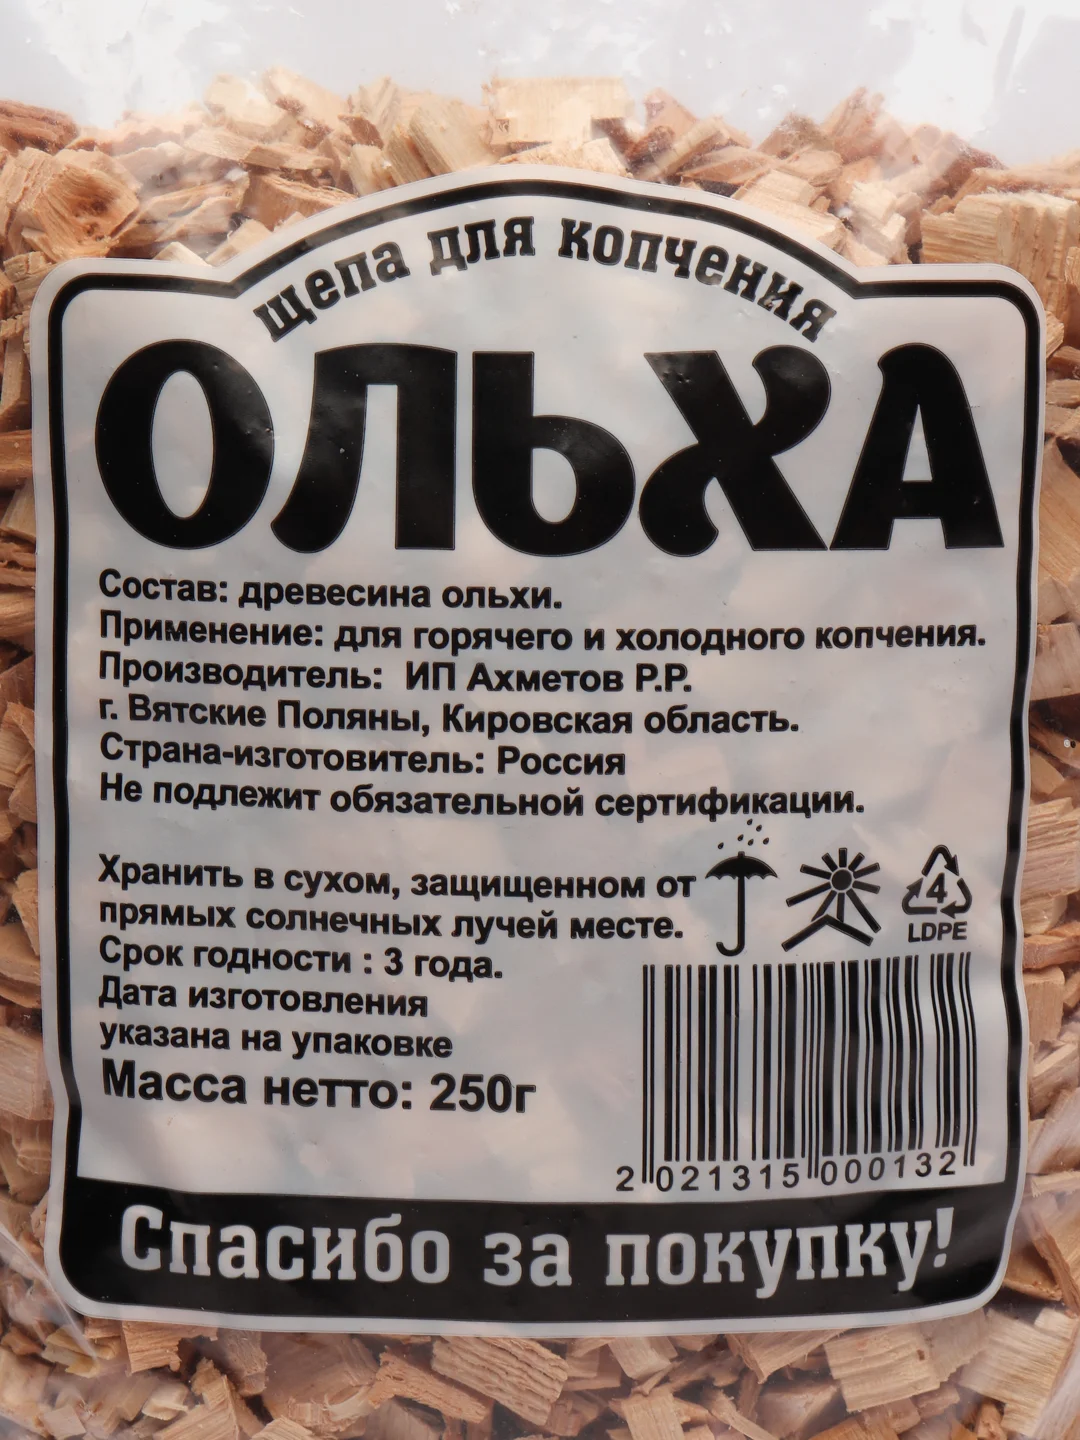 щепа для копчения
ОЛЬХА
Состав: древесина ольхи.
Применение: для горячего и холодного копчения.
Производитель: ИП Ахметов Р.Р.
г. Вятские Поляны, Кировская область.
Страна-изготовитель: Россия
Не подлежит обязательной сертификации.
Хранить в сухом, защищенном от
прямых солнечных лучей месте.
Срок годности : 3 года.
Дата изготовления
указана на упаковке
Масса нетто: 250г
4
LDPE
2 021315 000132
Спасибо за покупку!